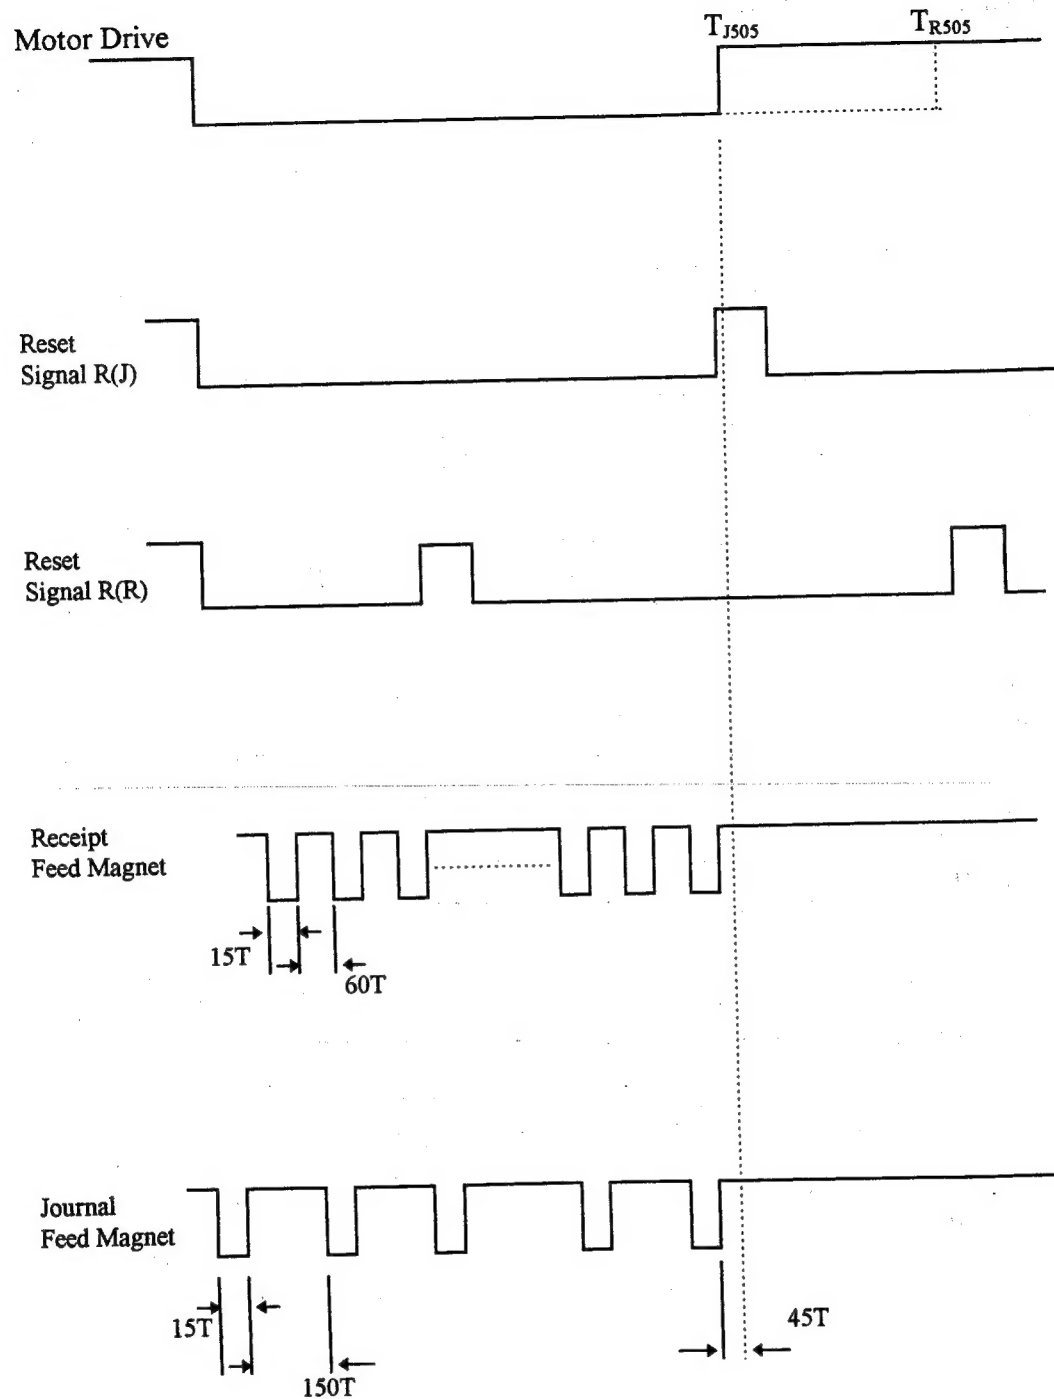 Motor Drive
TJ505
TR505
Reset
Signal R(J)
Reset
Signal R(R)
Receipt
Feed Magnet
15T
60T
Journal
Feed Magnet
15T
150T
45T